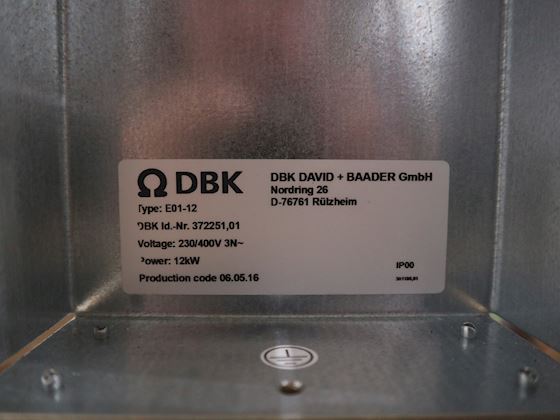 DBK
DBK DAVID + BAADER GmbH
Nordring 26
D-76761 Rülzheim
Type: E01-12
DBK Id.-Nr. 372251,01
Voltage: 230/400V 3N~
Power: 12kW
IP00
Production code 06.05.16